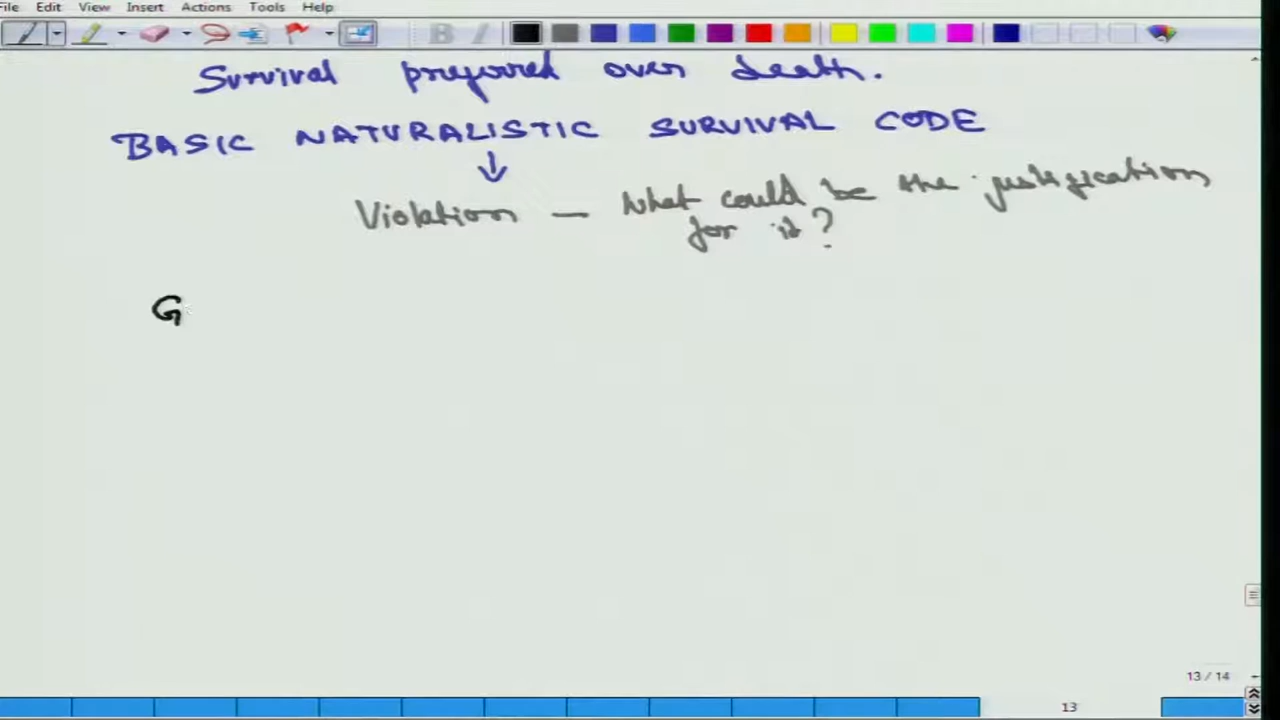 File Edit View Insert Actions Tools Help
Survival preferred over death.
BASIC NATURALISTIC SURVIVAL CODE
↓
Violation — What could be the justification
for it?
G
13 / 14
13